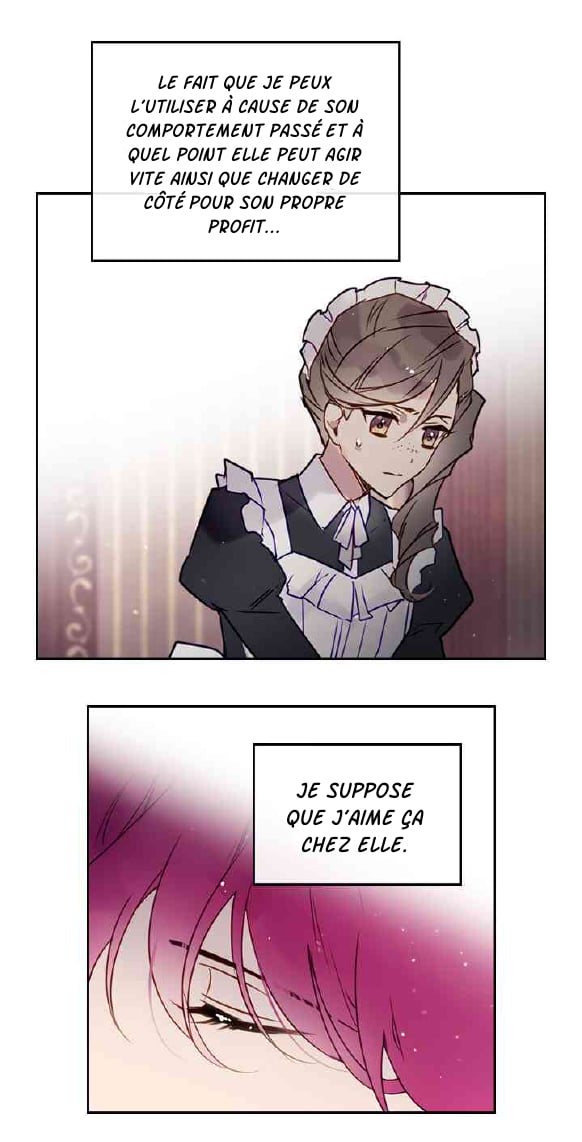 LE FAIT QUE JE PEUX
L'UTILISER À CAUSE DE SON
COMPORTEMENT PASSÉ ET À
QUEL POINT ELLE PEUT AGIR
VITE AINSI QUE CHANGER DE
CÔTÉ POUR SON PROPRE
PROFIT...
JE SUPPOSE
QUE J'AIME ÇA
CHEZ ELLE.